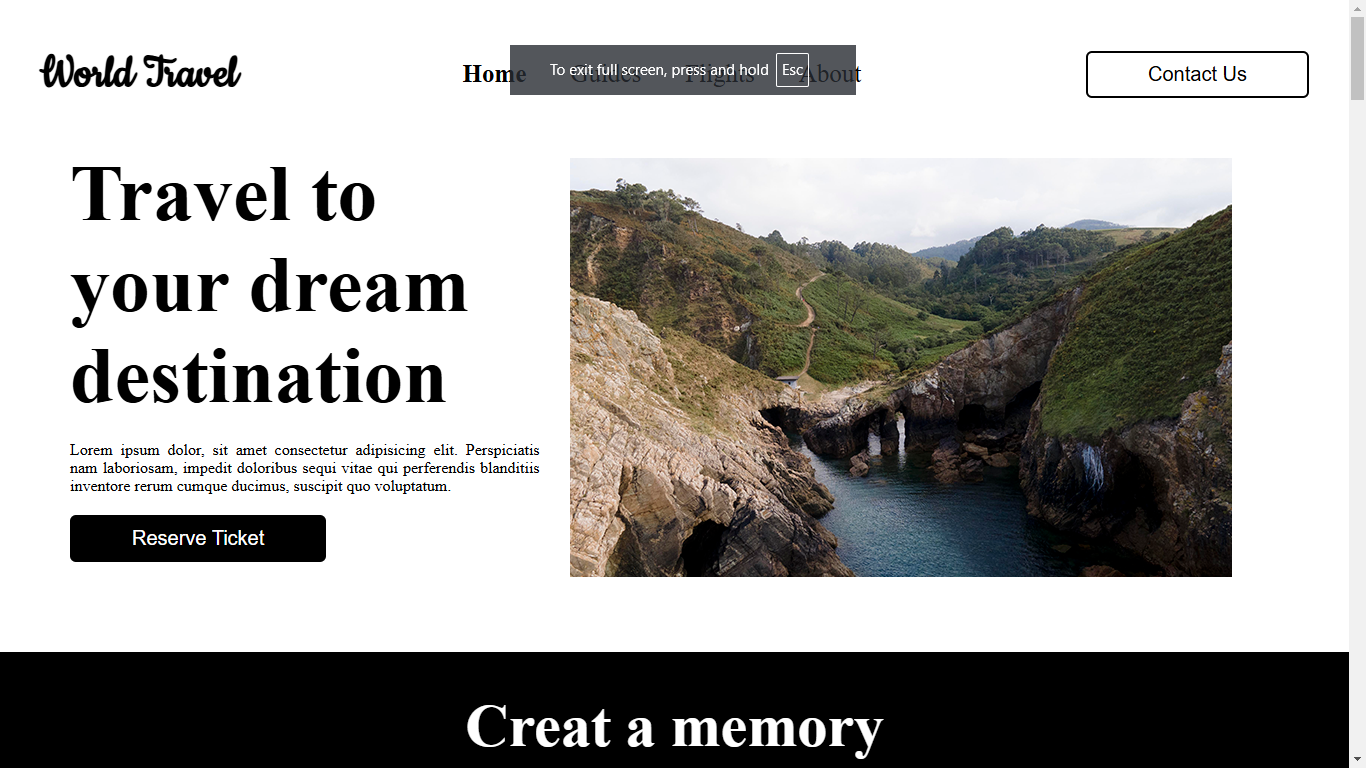 World Travel
Home Guides Flights About
To exit full screen, press and hold Esc
Contact Us
Travel to
your dream
destination
Lorem ipsum dolor, sit amet consectetur adipisicing elit. Perspiciatis
nam laboriosam, impedit doloribus sequi vitae qui perferendis blanditiis
inventore rerum cumque ducimus, suscipit quo voluptatum.
Reserve Ticket
Creat a memory